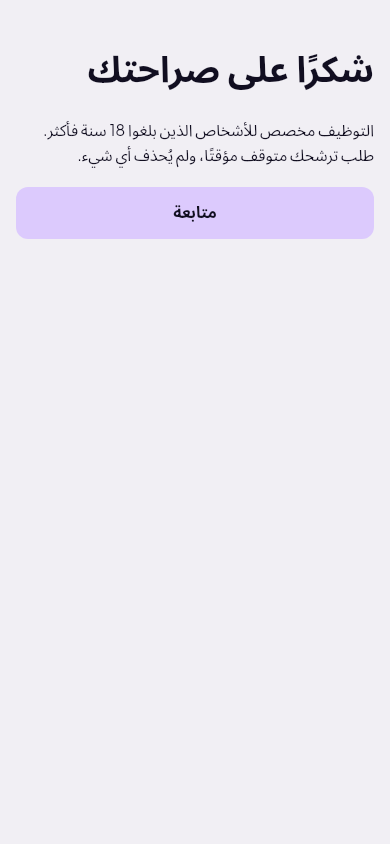 شكرًا على صراحتك
التوظيف مخصص للأشخاص الذين بلغوا 18 سنة فأكثر.
طلب ترشحك متوقف مؤقتًا، ولم يُحذف أي شيء.
متابعة